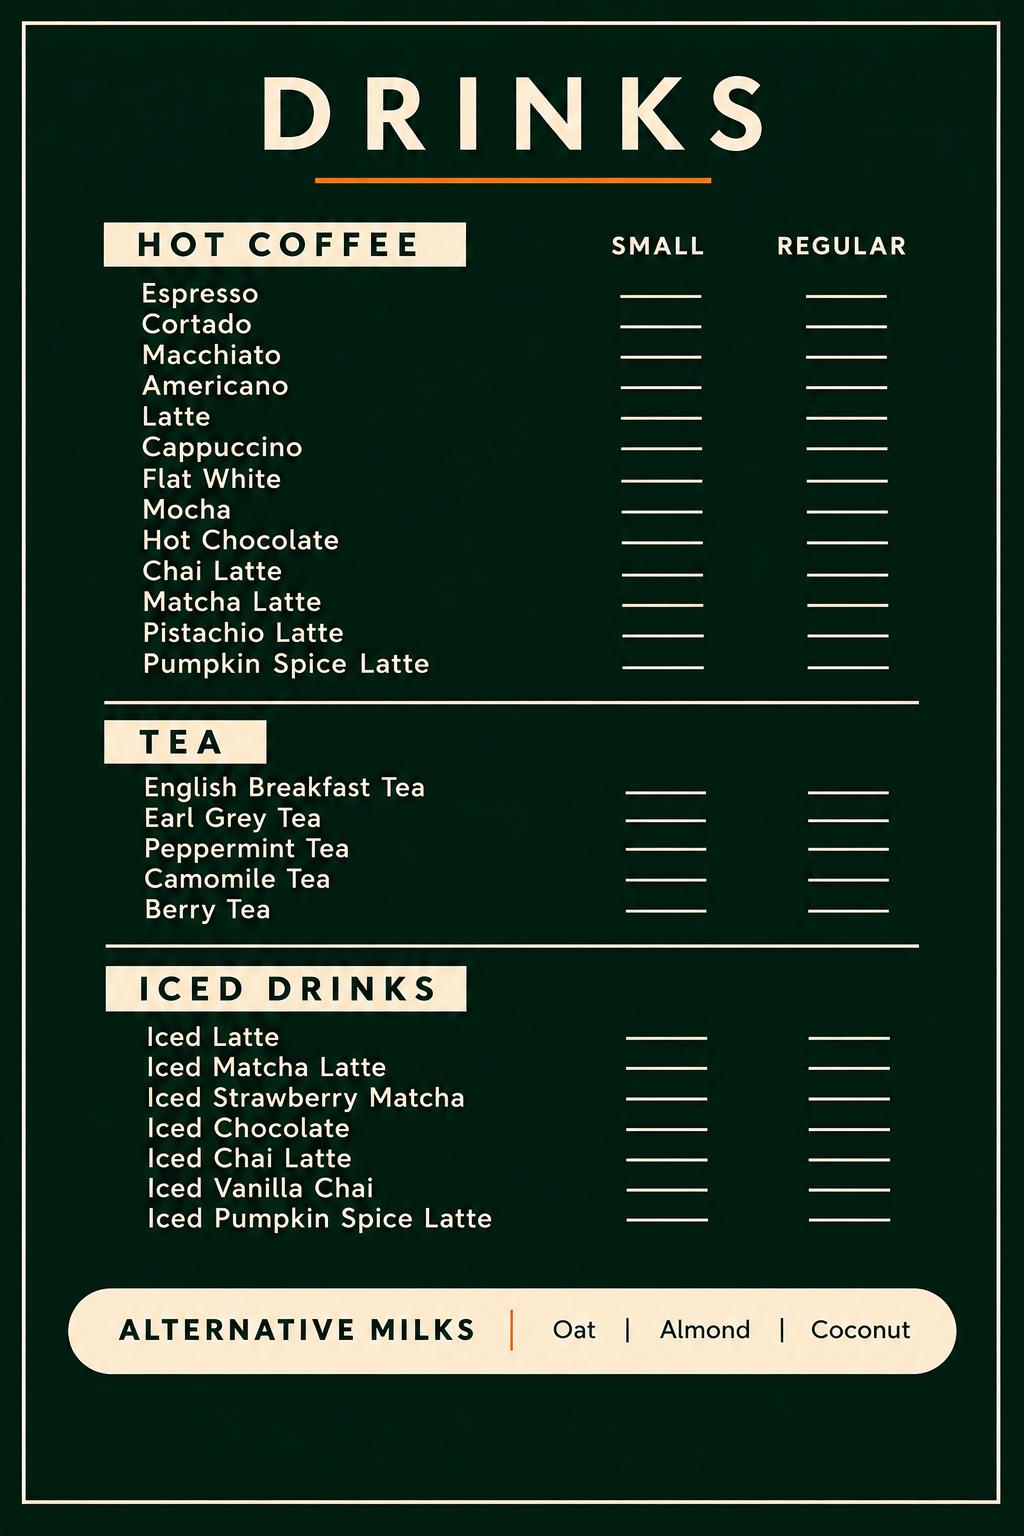 DRINKS
HOT COFFEE SMALL REGULAR
Espresso
Cortado
Macchiato
Americano
Latte
Cappuccino
Flat White
Mocha
Hot Chocolate
Chai Latte
Matcha Latte
Pistachio Latte
Pumpkin Spice Latte
TEA
English Breakfast Tea
Earl Grey Tea
Peppermint Tea
Camomile Tea
Berry Tea
ICED DRINKS
Iced Latte
Iced Matcha Latte
Iced Strawberry Matcha
Iced Chocolate
Iced Chai Latte
Iced Vanilla Chai
Iced Pumpkin Spice Latte
ALTERNATIVE MILKS | Oat | Almond | Coconut